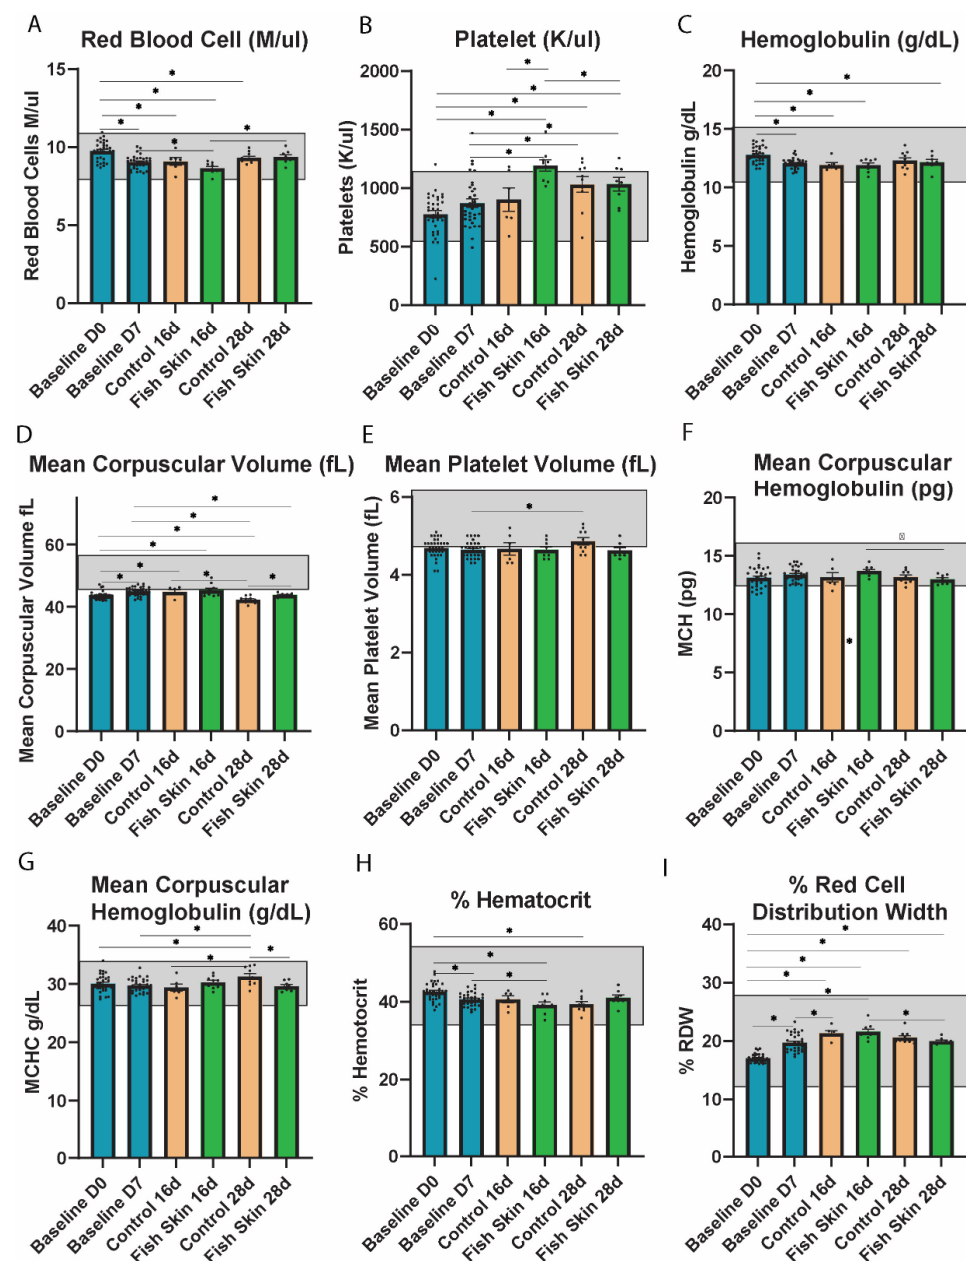 A
Red Blood Cell (M/ul)
Red Blood Cells M/ul
15
10
5
0
* * * * * *
Baseline D0
Baseline D7
Control 16d
Fish Skin 16d
Control 28d
Fish Skin 28d
B
Platelet (K/ul)
Platelets (K/ul)
2000
1500
1000
500
0
* * * * * * * *
Baseline D0
Baseline D7
Control 16d
Fish Skin 16d
Control 28d
Fish Skin 28d
C
Hemoglobulin (g/dL)
Hemoglobulin g/dL
20
15
10
5
0
* * * *
Baseline D0
Baseline D7
Control 16d
Fish Skin 16d
Control 28d
Fish Skin 28d
D
Mean Corpuscular Volume (fL)
Mean Corpuscular Volume fL
60
40
20
0
* * * * * * * *
Baseline D0
Baseline D7
Control 16d
Fish Skin 16d
Control 28d
Fish Skin 28d
E
Mean Platelet Volume (fL)
Mean Platelet Volume (fL)
6
4
2
0
*
Baseline D0
Baseline D7
Control 16d
Fish Skin 16d
Control 28d
Fish Skin 28d
F
Mean Corpuscular
Hemoglobulin (pg)
MCH (pg)
20
15
10
5
0
*
Baseline D0
Baseline D7
Control 16d
Fish Skin 16d
Control 28d
Fish Skin 28d
G
Mean Corpuscular
Hemoglobulin (g/dL)
MCHC g/dL
40
30
20
10
0
* * * *
Baseline D0
Baseline D7
Control 16d
Fish Skin 16d
Control 28d
Fish Skin 28d
H
% Hematocrit
% Hemotocrit
60
40
20
0
* * * *
Baseline D0
Baseline D7
Control 16d
Fish Skin 16d
Control 28d
Fish Skin 28d
I
% Red Cell
Distribution Width
% RDW
40
30
20
10
0
* * * * * * *
Baseline D0
Baseline D7
Control 16d
Fish Skin 16d
Control 28d
Fish Skin 28d